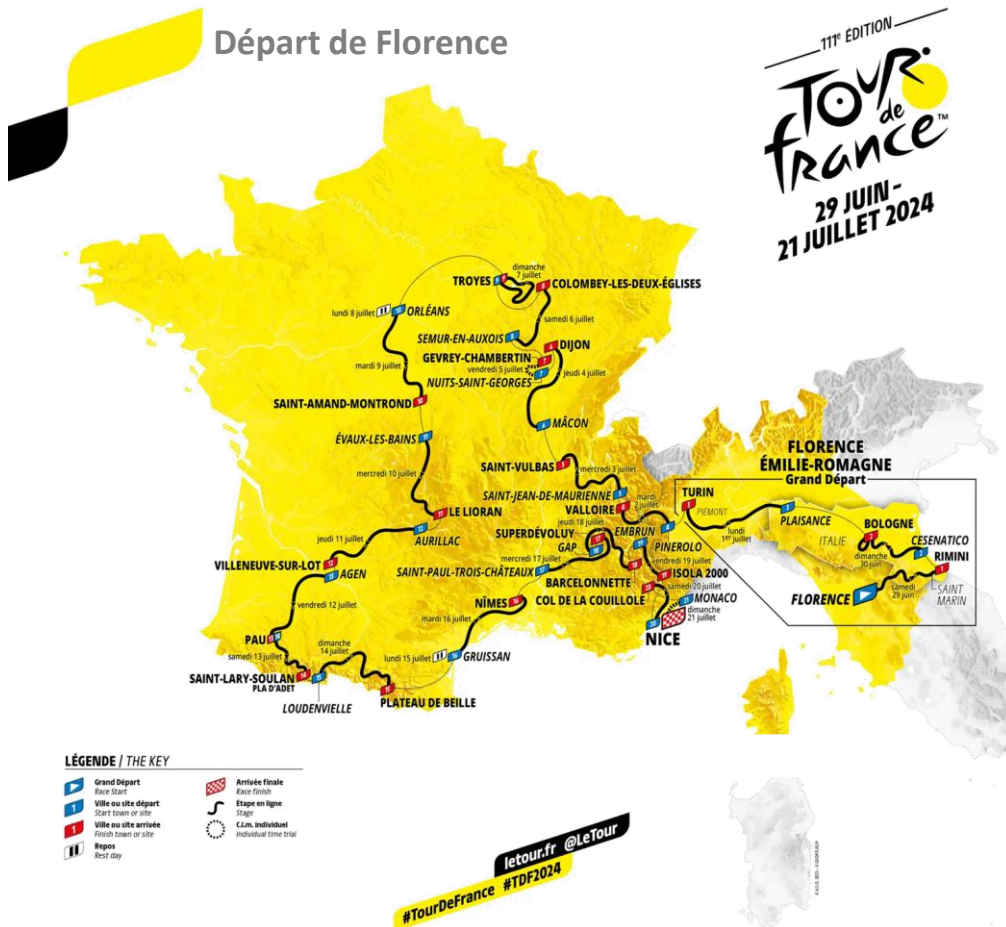 Départ de Florence
111e ÉDITION
TOUR
de
france™
29 JUIN -
21 JUILLET 2024
TROYES
dimanche
7 juillet
COLOMBEY-LES-DEUX-ÉGLISES
lundi 8 juillet
ORLÉANS
samedi 6 juillet
SEMUR-EN-AUXOIS
DIJON
GEVREY-CHAMBERTIN
vendredi 5 juillet
jeudi 4 juillet
NUITS-SAINT-GEORGES
mardi 9 juillet
SAINT-AMAND-MONTROND
MÂCON
ÉVAUX-LES-BAINS
mercredi 10 juillet
SAINT-VULBAS
mercredi 3 juillet
SAINT-JEAN-DE-MAURIENNE
mardi
2 juillet
VALLOIRE
LE LIORAN
AURILLAC
jeudi 11 juillet
jeudi 18 juillet
SUPERDÉVOLUY
EMBRUN
GAP
PINEROLO
mercredi 17 juillet
vendredi 19 juillet
VILLENEUVE-SUR-LOT
AGEN
SAINT-PAUL-TROIS-CHÂTEAUX
BARCELONNETTE
ISOLA 2000
samedi 20 juillet
COL DE LA COUILLOLE
MONACO
dimanche
21 juillet
NICE
NÎMES
vendredi 12 juillet
mardi 16 juillet
PAU
samedi 13 juillet
dimanche
14 juillet
lundi 15 juillet
GRUISSAN
SAINT-LARY-SOULAN
PLA D'ADET
LOUDENVIELLE
PLATEAU DE BEILLE
FLORENCE
ÉMILIE-ROMAGNE
Grand Départ
TURIN
PIÉMONT
lundi
1er juillet
PLAISANCE
ITALIE
BOLOGNE
dimanche
30 juin
CESENATICO
RIMINI
samedi
29 juin
SAINT
MARIN
FLORENCE
LÉGENDE / THE KEY
Grand Départ
Race Start
1
Ville ou site départ
Start town or site
1
Ville ou site arrivée
Finish town or site
Repos
Rest day
Arrivée finale
Race finish
Étape en ligne
Stage
C.l.m. individuel
Individual time trial
letour.fr @LeTour
#TourDeFrance #TDF2024